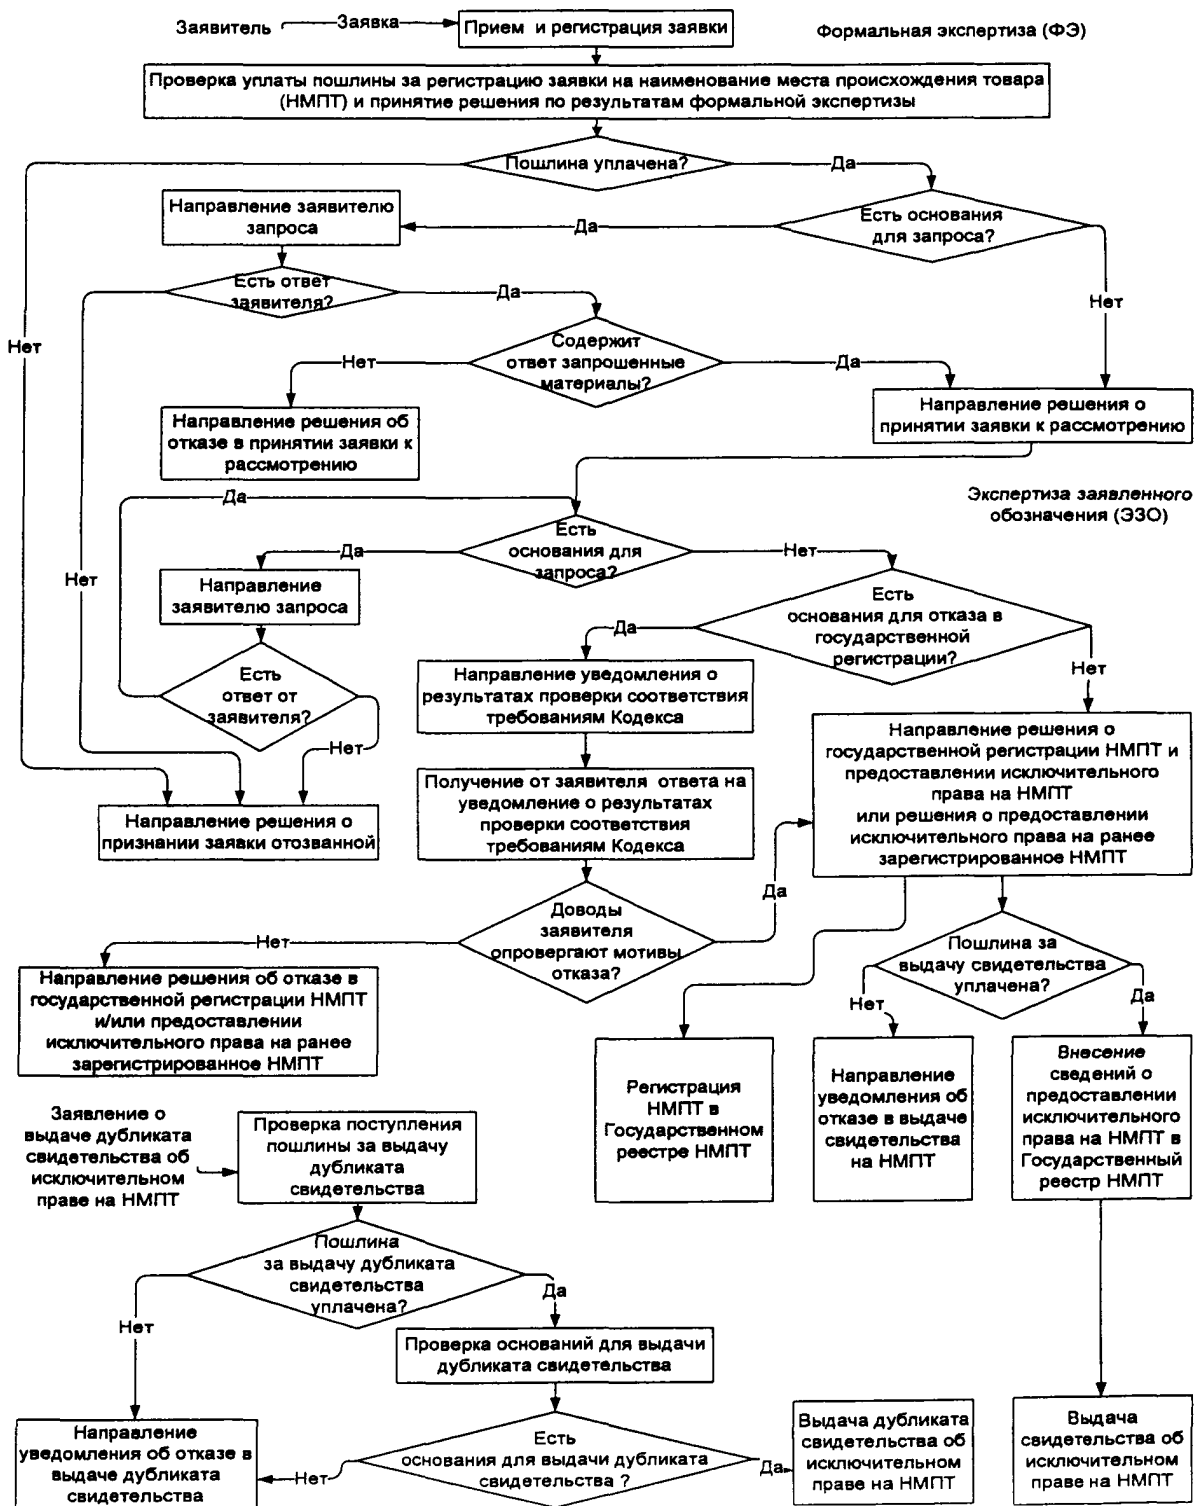 Заявитель
Заявка
Прием и регистрация заявки
Формальная экспертиза (ФЭ)
Проверка уплаты пошлины за регистрацию заявки на наименование места происхождения товара
(НМПТ) и принятие решения по результатам формальной экспертизы
Пошлина уплачена?
Да
Направление заявителю
запроса
Есть основания
для запроса?
Да
Есть ответ
заявителя?
Да
Нет
Нет
Содержит
ответ запрошенные
материалы?
Нет
Да
Направление решения об
отказе в принятии заявки к
рассмотрению
Направление решения о
принятии заявки к рассмотрению
Да
Экспертиза заявленного
обозначения (ЭЗО)
Есть
основания для
запроса?
Да
Нет
Нет
Направление
заявителю запроса
Есть
основания для отказа в
государственной
регистрации?
Да
Нет
Есть
ответ от
заявителя?
Нет
Направление уведомления о
результатах проверки соответствия
требованиям Кодекса
Направление решения о
государственной регистрации НМПТ и
предоставлении исключительного
права на НМПТ
или решения о предоставлении
исключительного права на ранее
зарегистрированное НМПТ
Получение от заявителя ответа на
уведомление о результатах
проверки соответствия
требованиям Кодекса
Направление решения о
признании заявки отозванной
Да
Доводы
заявителя
опровергают мотивы
отказа?
Нет
Пошлина за
выдачу свидетельства
уплачена?
Нет
Да
Направление решения об отказе в
государственной регистрации НМПТ
и/или предоставлении
исключительного права на ранее
зарегистрированное НМПТ
Регистрация
НМПТ в
Государственном
реестре НМПТ
Направление
уведомления об
отказе в выдаче
свидетельства
на НМПТ
Внесение
сведений о
предоставлении
исключительного
права на НМПТ в
Государственный
реестр НМПТ
Заявление о
выдаче дубликата
свидетельства об
исключительном
праве на НМПТ
Проверка поступления
пошлины за выдачу
дубликата
свидетельства
Пошлина
за выдачу дубликата
свидетельства
уплачена?
Да
Нет
Проверка оснований для выдачи
дубликата свидетельства
Направление
уведомления об отказе в
выдаче дубликата
свидетельства
Нет
Есть
основания для выдачи дубликата
свидетельства ?
Да
Выдача дубликата
свидетельства об
исключительном
праве на НМПТ
Выдача
свидетельства об
исключительном
праве на НМПТ